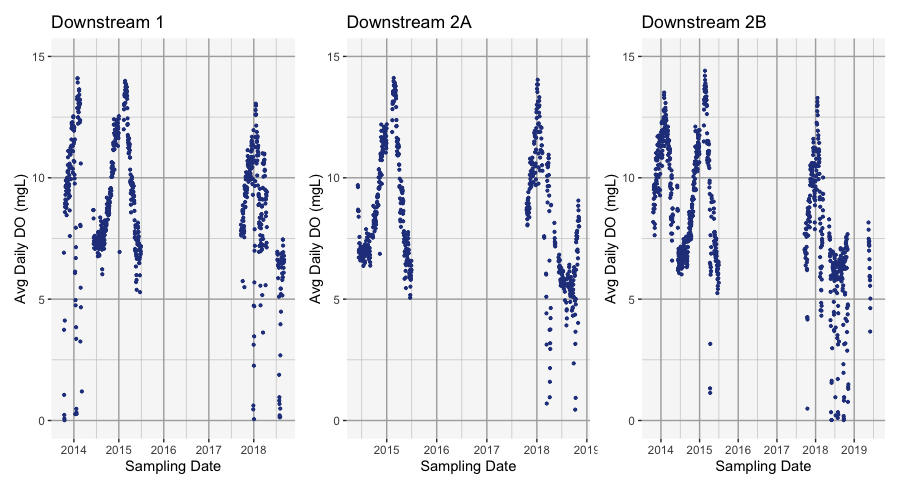 Downstream 1
Avg Daily DO (mgL)
15
10
5
0
2014 2015 2016 2017 2018
Sampling Date
Downstream 2A
Avg Daily DO (mgL)
15
10
5
0
2015 2016 2017 2018 2019
Sampling Date
Downstream 2B
Avg Daily DO (mgL)
15
10
5
0
2014 2015 2016 2017 2018 2019
Sampling Date